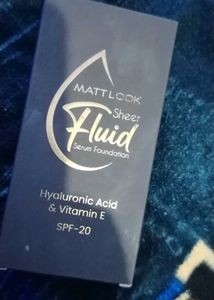 MATTLOOK
Sheer
Fluid
Serum Foundation
Hyaluronic Acid
& Vitamin E
SPF-20